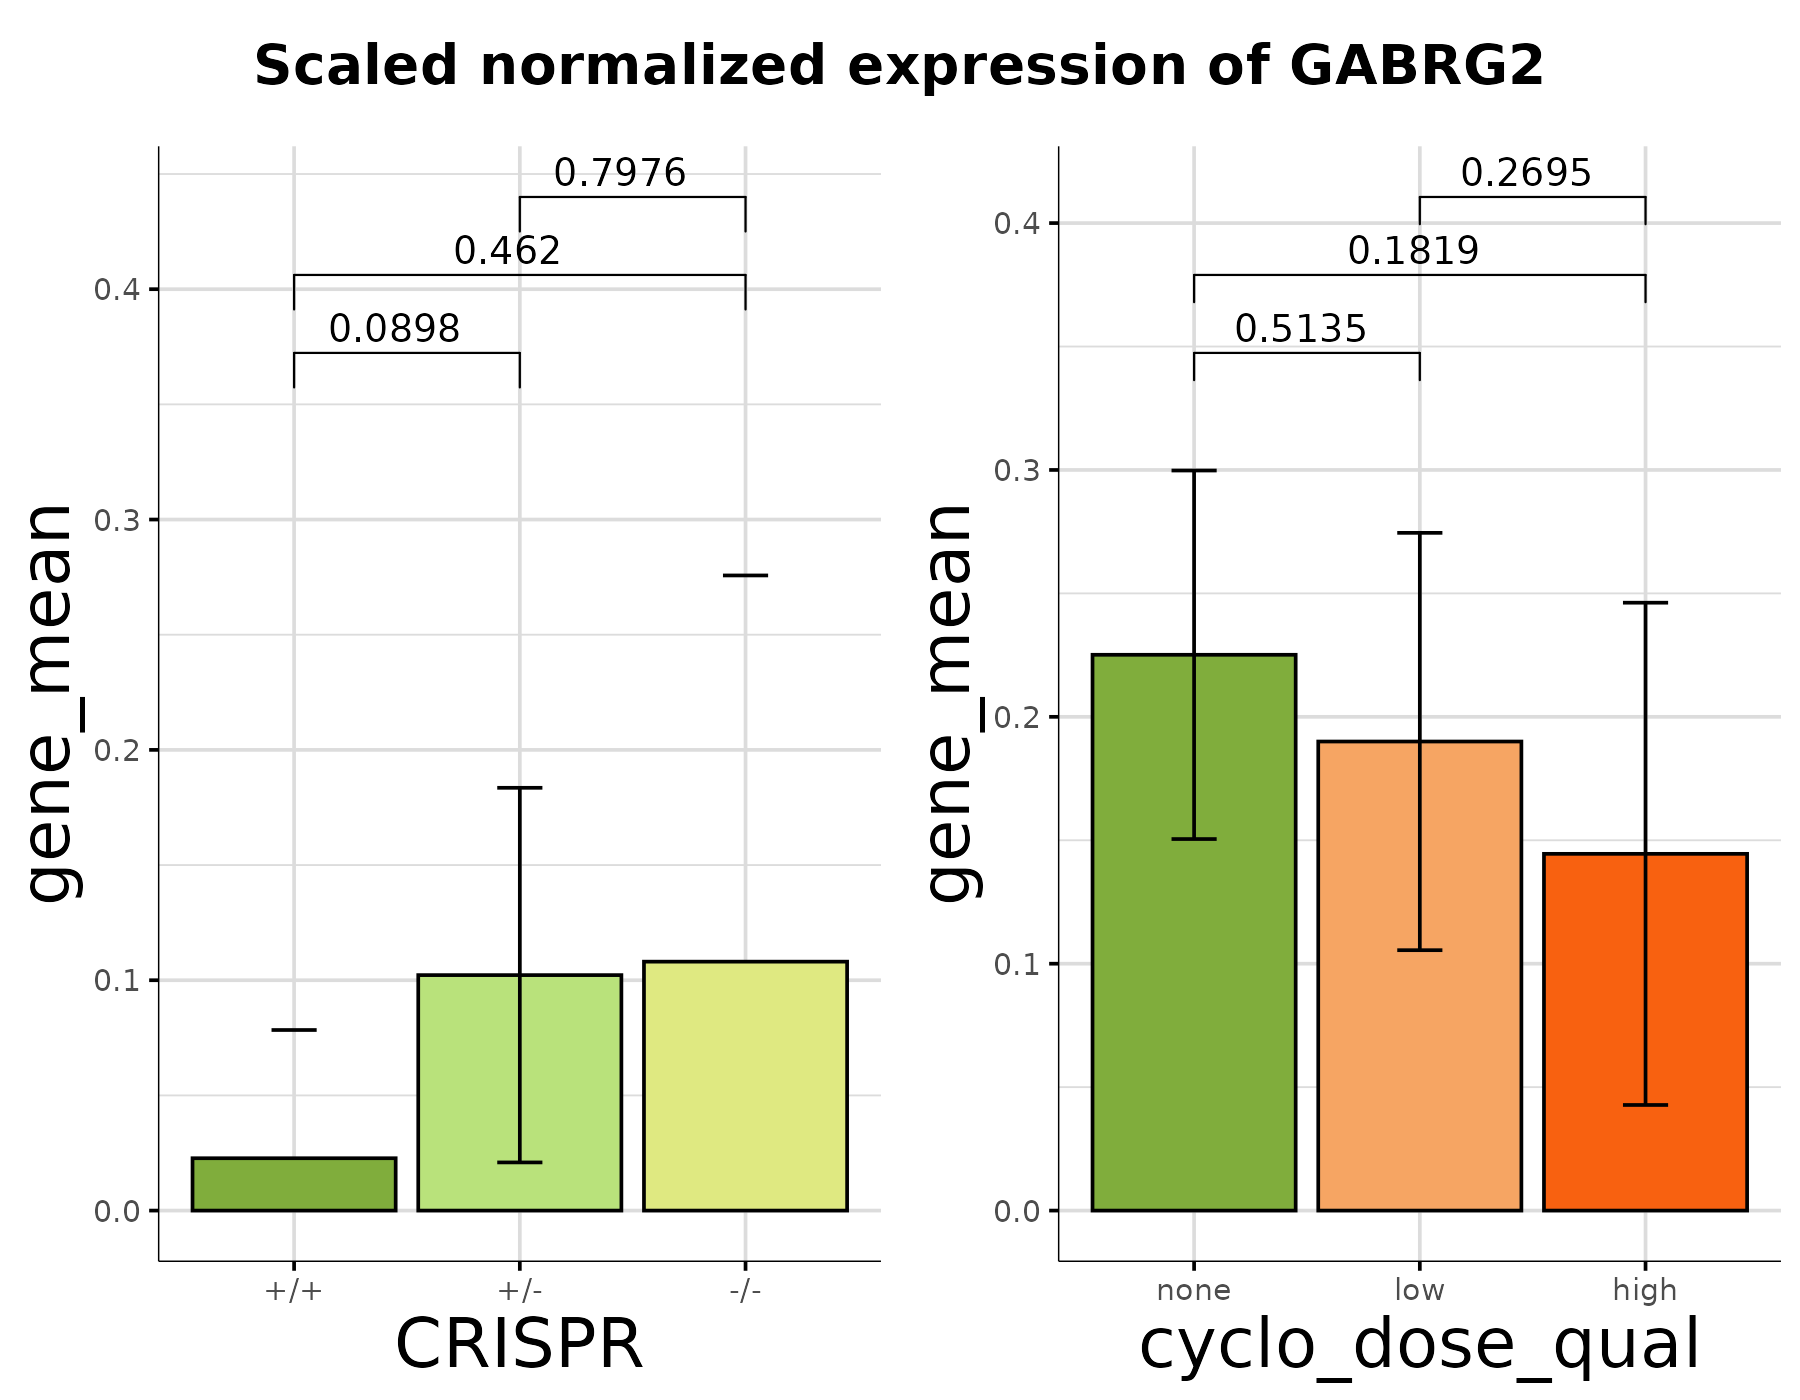 Scaled normalized expression of GABRG2
0.7976
0.462
0.0898
0.4
0.3
0.2
0.1
0.0
gene_mean
+/+ +/- -/-
CRISPR
0.2695
0.1819
0.5135
0.4
0.3
0.2
0.1
0.0
gene_mean
none low high
cyclo_dose_qual